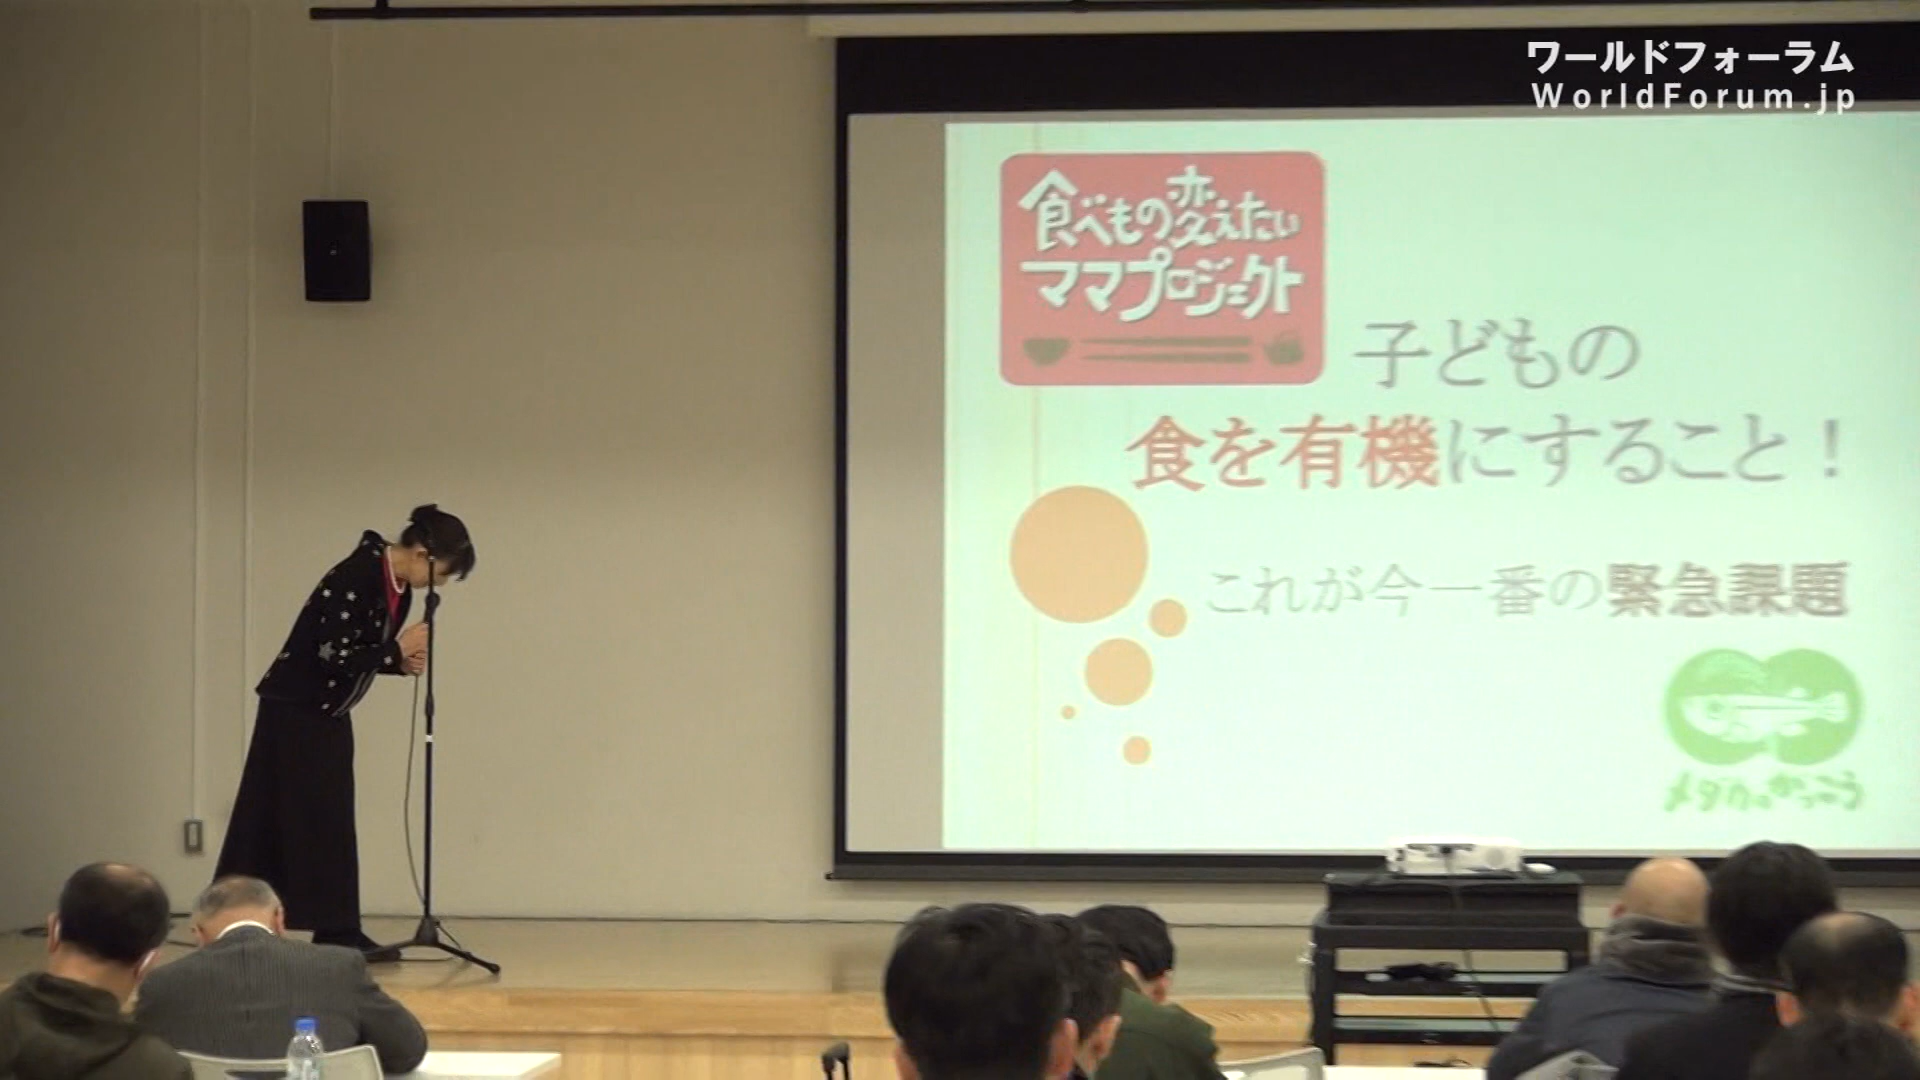 ワールドフォーラム
WorldForum.jp
食べもの変えたい
ママプロジェクト
子どもの
食を有機にすること！
これが今一番の緊急課題
メダカのがっこう